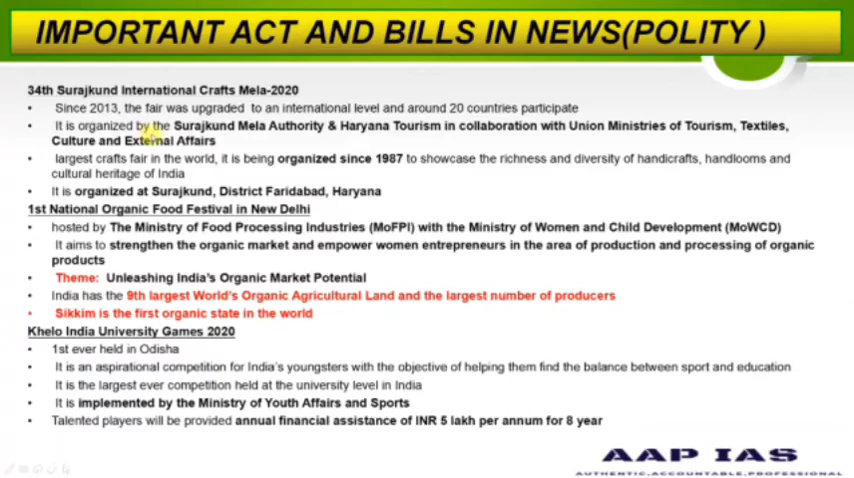 IMPORTANT ACT AND BILLS IN NEWS(POLITY )
34th Surajkund International Crafts Mela-2020
• Since 2013, the fair was upgraded to an international level and around 20 countries participate
• It is organized by the Surajkund Mela Authority & Haryana Tourism in collaboration with Union Ministries of Tourism, Textiles,
Culture and External Affairs
• largest crafts fair in the world, it is being organized since 1987 to showcase the richness and diversity of handicrafts, handlooms and
cultural heritage of India
• It is organized at Surajkund, District Faridabad, Haryana
1st National Organic Food Festival in New Delhi
• hosted by The Ministry of Food Processing Industries (MoFPI) with the Ministry of Women and Child Development (MoWCD)
• It aims to strengthen the organic market and empower women entrepreneurs in the area of production and processing of organic
products
• Theme: Unleashing India's Organic Market Potential
• India has the 9th largest World's Organic Agricultural Land and the largest number of producers
• Sikkim is the first organic state in the world
Khelo India University Games 2020
• 1st ever held in Odisha
• It is an aspirational competition for India's youngsters with the objective of helping them find the balance between sport and education
• It is the largest ever competition held at the university level in India
• It is implemented by the Ministry of Youth Affairs and Sports
• Talented players will be provided annual financial assistance of INR 5 lakh per annum for 8 year
AAP IAS
AUTHENTIC,ACCOUNTABLE,PROFESSIONAL